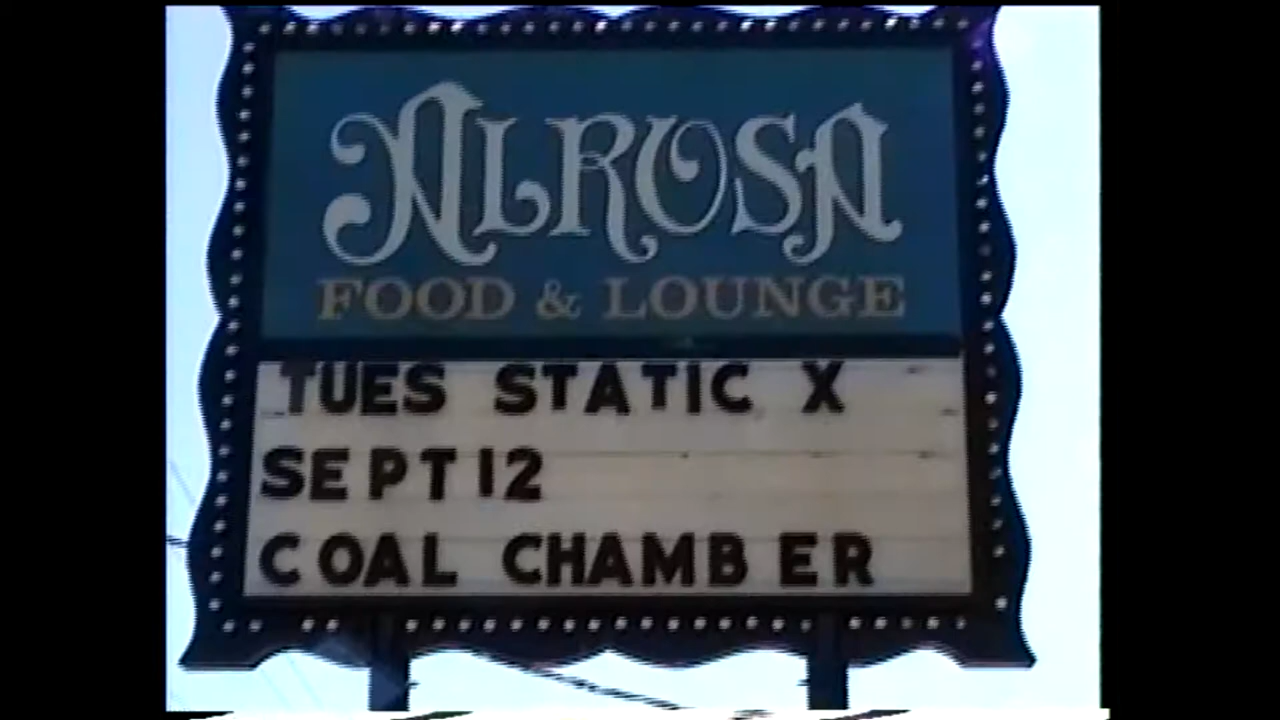 ALROSA
FOOD & LOUNGE
TUES STATIC X
SEPT 12
COAL CHAMBER